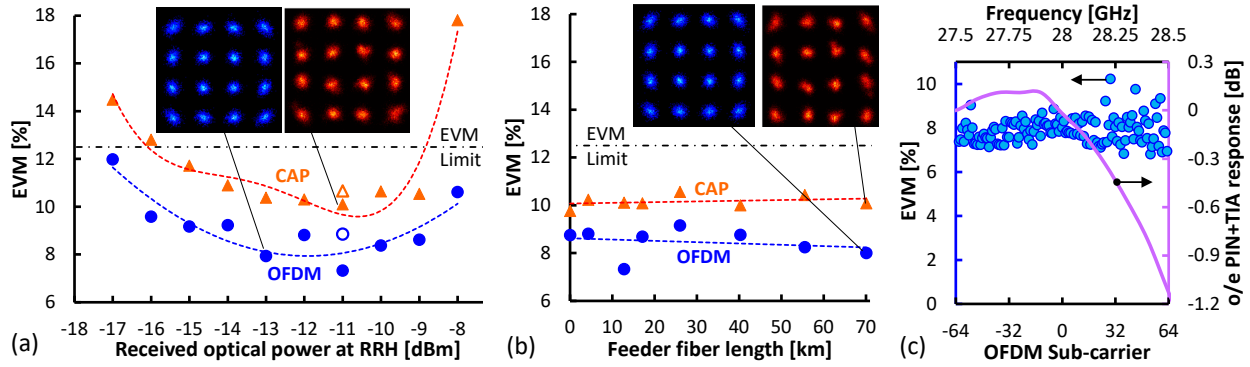 18
16
14
12
10
8
6
EVM [%]
EVM
Limit
CAP
OFDM
-18 -17 -16 -15 -14 -13 -12 -11 -10 -9 -8
(a)
Received optical power at RRH [dBm]
18
16
14
12
10
8
6
EVM [%]
EVM
Limit
CAP
OFDM
0 10 20 30 40 50 60 70
(b)
Feeder fiber length [km]
Frequency [GHz]
27.5 27.75 28 28.25 28.5
10
8
6
4
2
0
EVM [%]
0.3
0
-0.3
-0.6
-0.9
-1.2
o/e PIN+TIA response [dB]
-64 -32 0 32 64
(c)
OFDM Sub-carrier